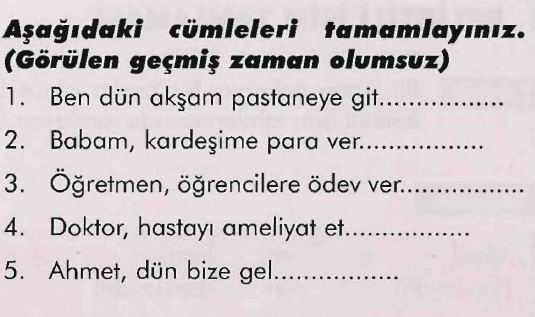 Aşağıdaki cümleleri tamamlayınız.
(Görülen geçmiş zaman olumsuz)
1. Ben dün akşam pastaneye git..................
2. Babam, kardeşime para ver..................
3. Öğretmen, öğrencilere ödev ver..................
4. Doktor, hastayı ameliyat et..................
5. Ahmet, dün bize gel..................